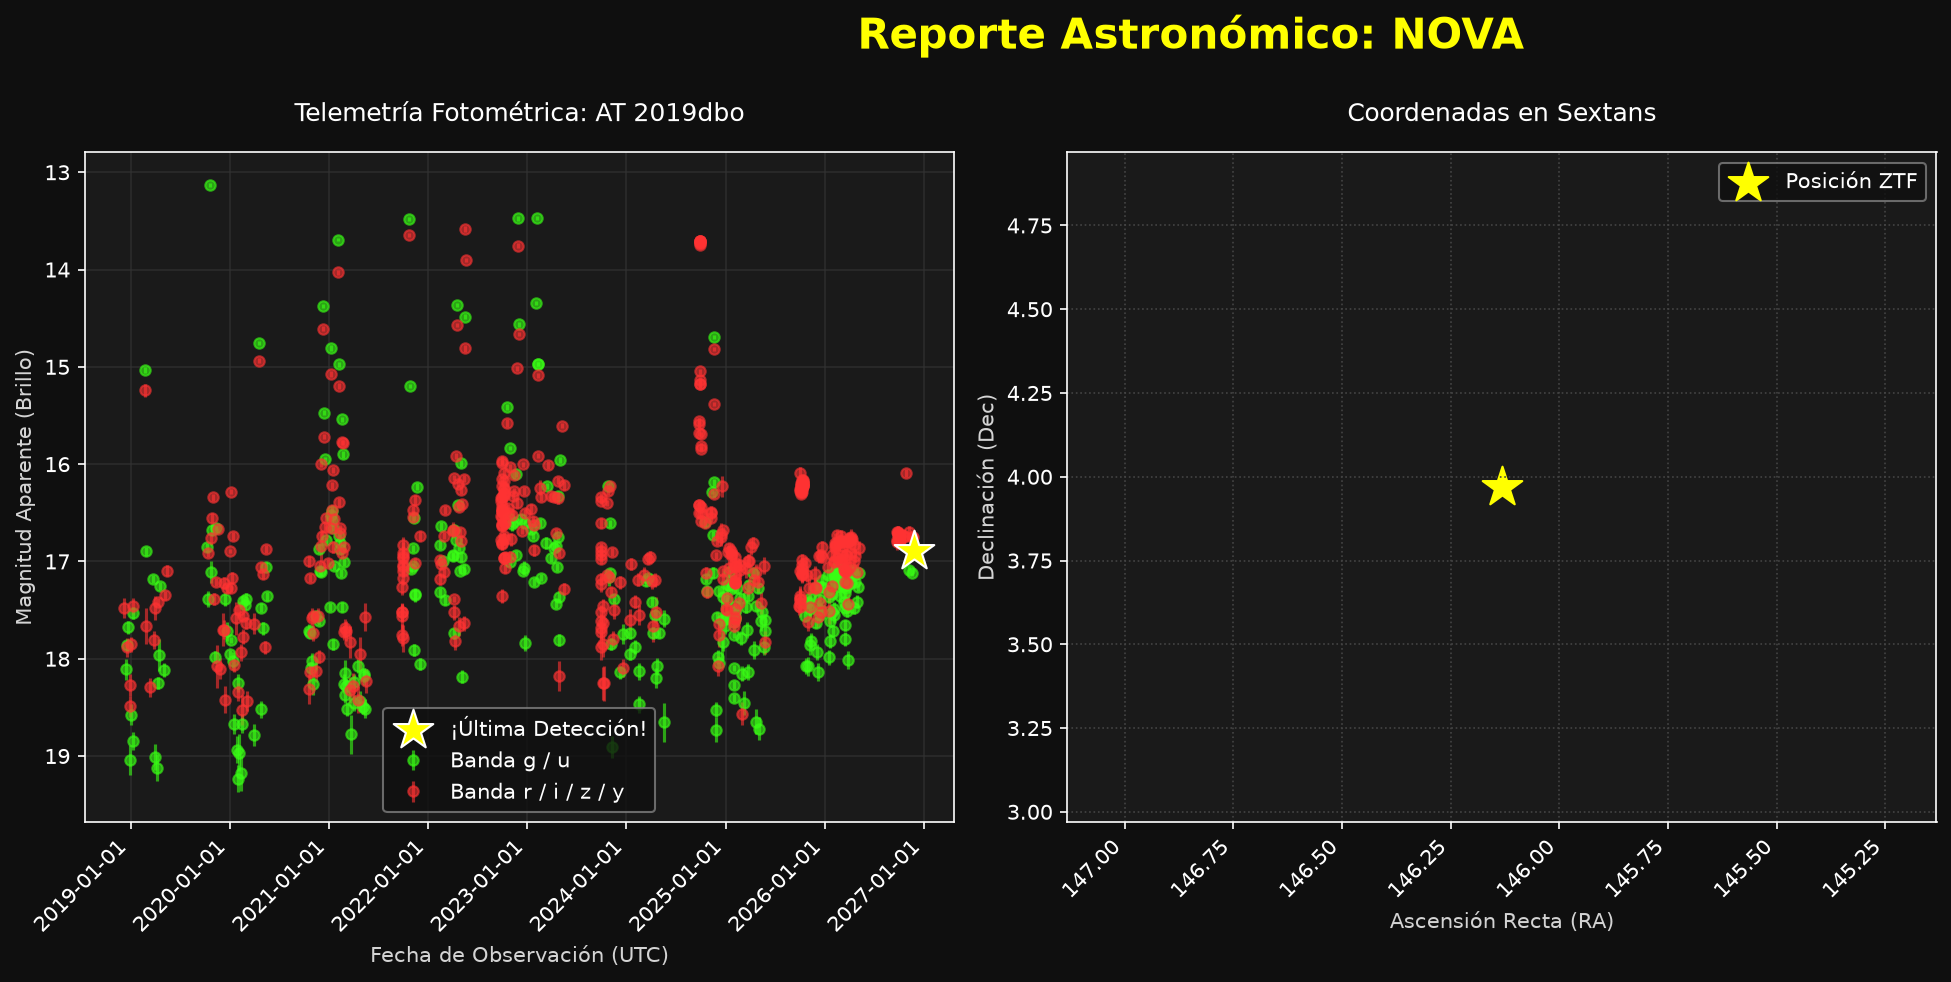 Reporte Astronómico: NOVA
Telemetría Fotométrica: AT 2019dbo
Magnitud Aparente (Brillo)
13
14
15
16
17
18
19
¡Última Detección!
Banda g / u
Banda r / i / z / y
2019-01-01
2020-01-01
2021-01-01
2022-01-01
2023-01-01
2024-01-01
2025-01-01
2026-01-01
2027-01-01
Fecha de Observación (UTC)
Coordenadas en Sextans
Posición ZTF
Declinación (Dec)
4.75
4.50
4.25
4.00
3.75
3.50
3.25
3.00
147.00
146.75
146.50
146.25
146.00
145.75
145.50
145.25
Ascensión Recta (RA)